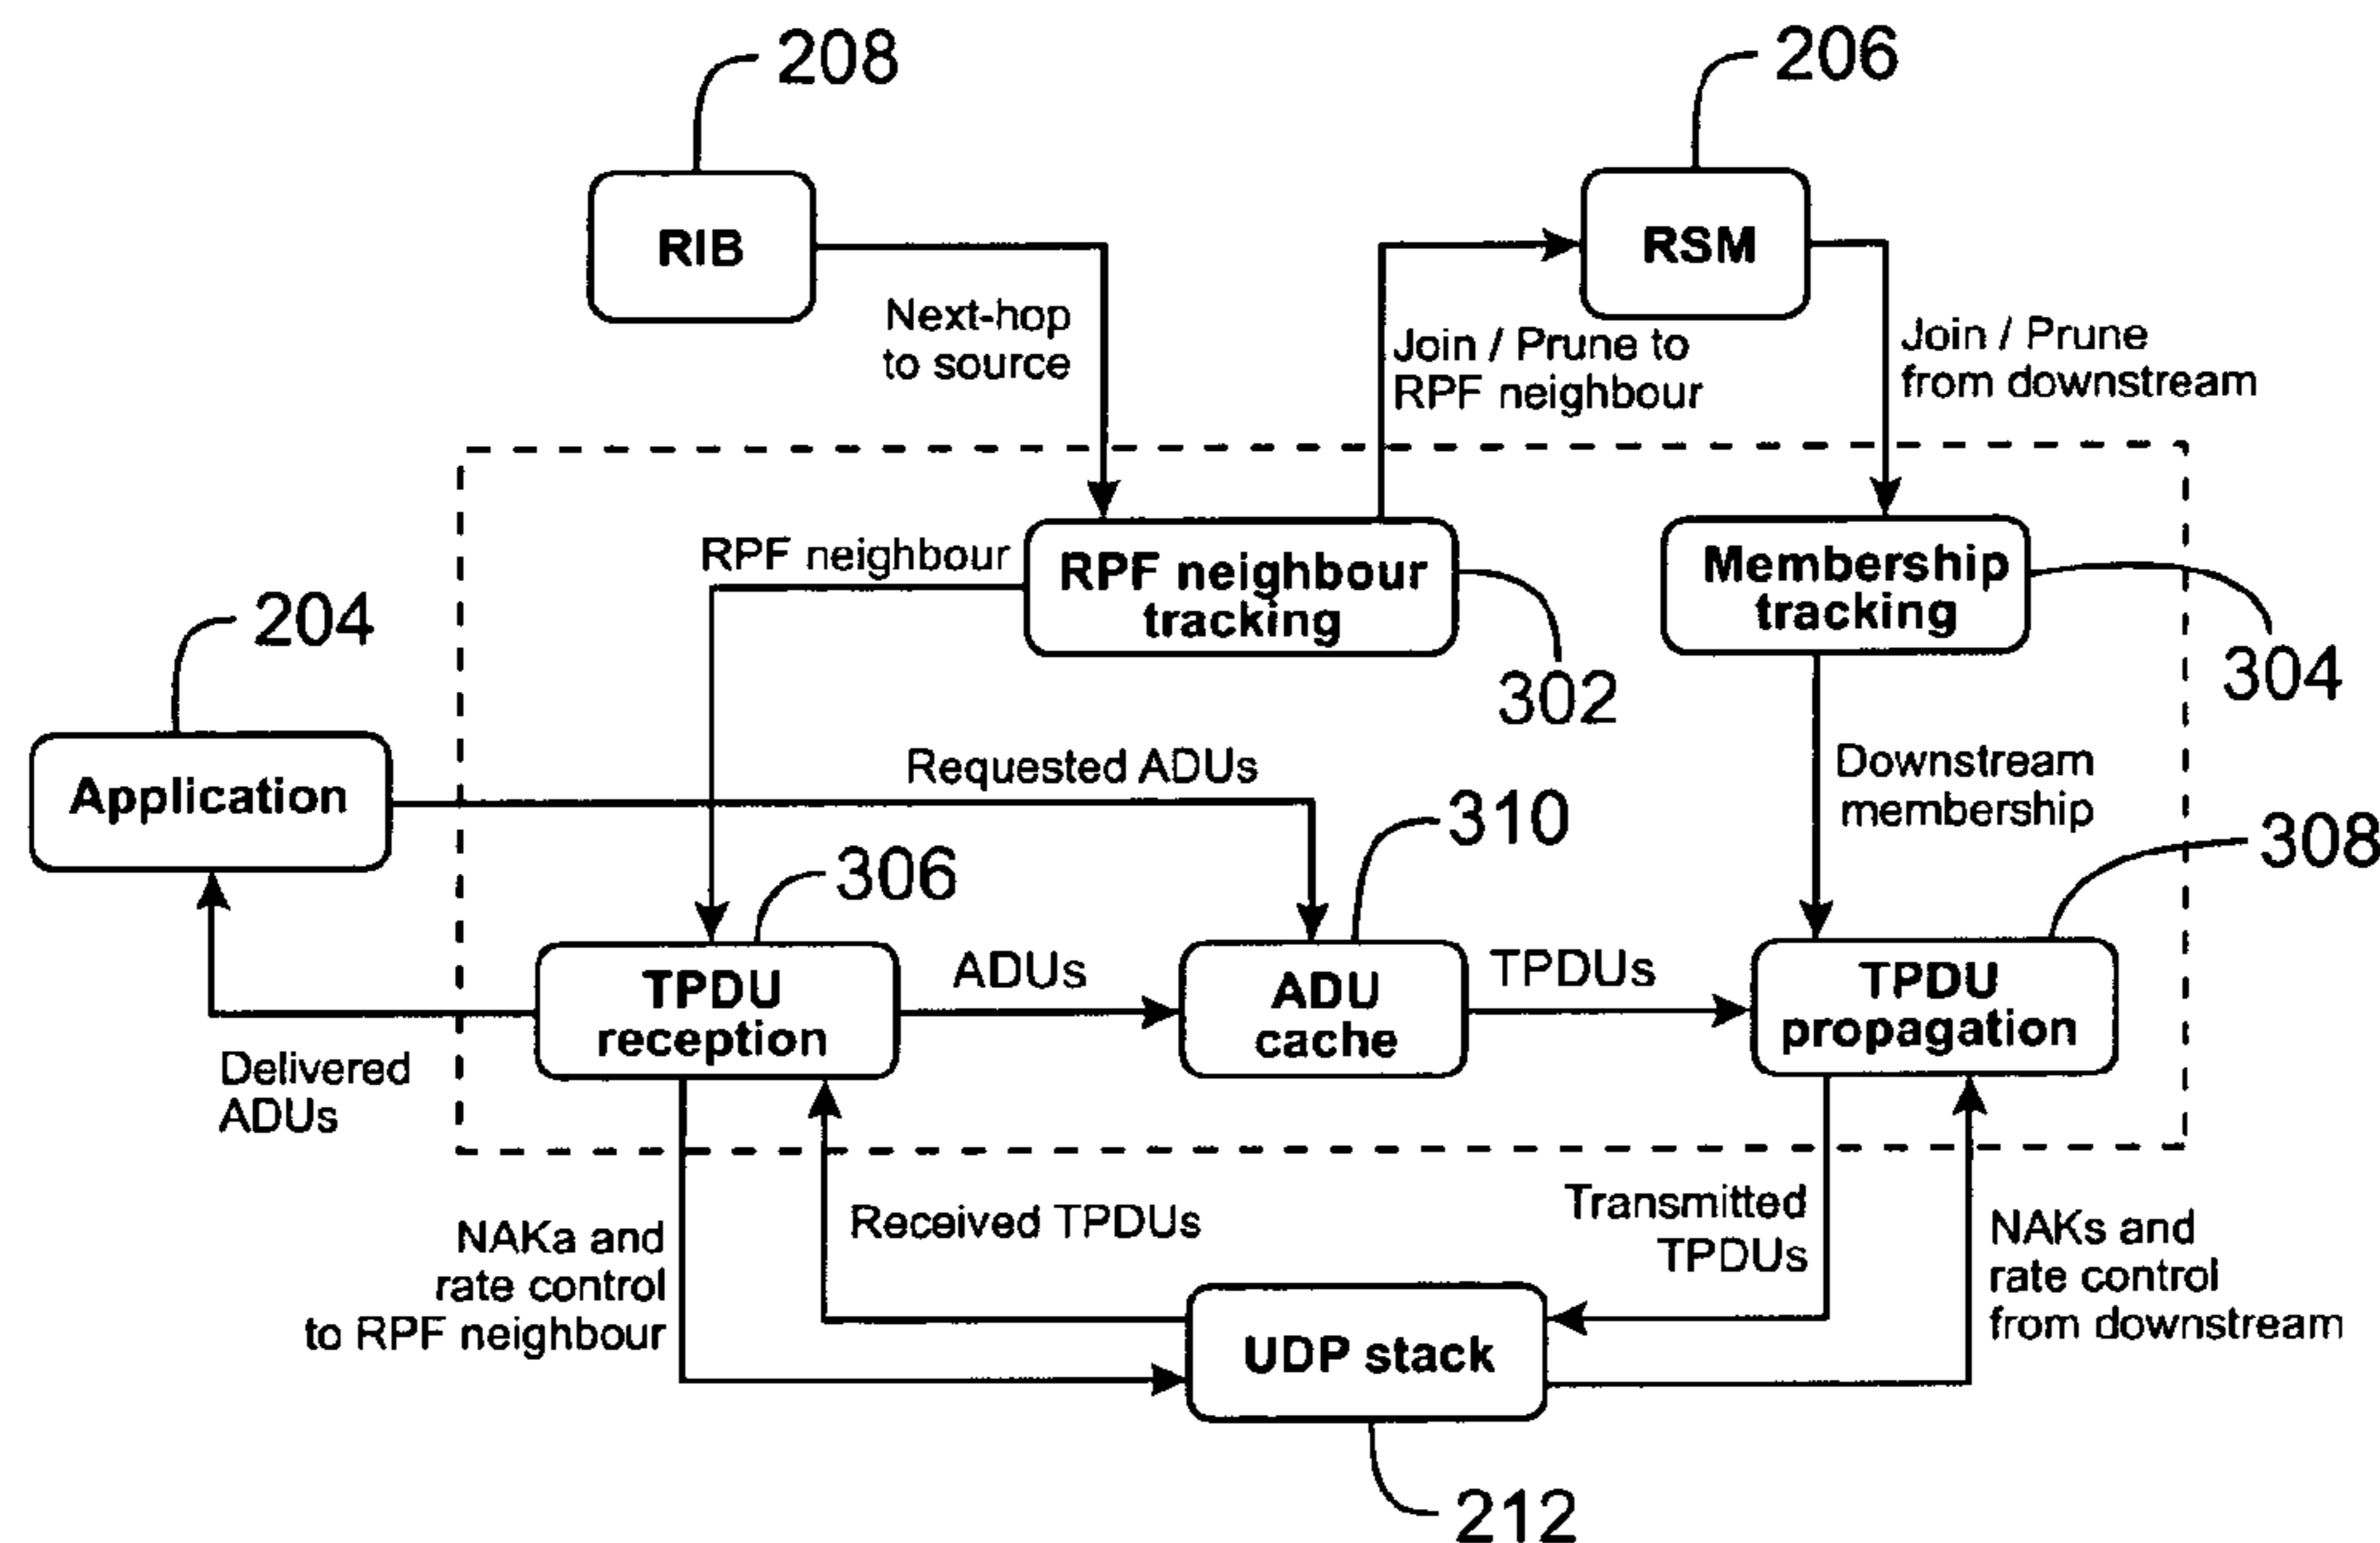 208
206
RIB
RSM
Next-hop
to source
Join / Prune to
RPF neighbour
Join / Prune
from downstream
RPF neighbour
RPF neighbour
tracking
Membership
tracking
204
302
304
Application
Requested ADUs
Downstream
membership
310
308
306
TPDU
reception
ADUs
ADU
cache
TPDUs
TPDU
propagation
Delivered
ADUs
NAKa and
rate control
to RPF neighbour
Received TPDUs
Transmitted
TPDUs
NAKs and
rate control
from downstream
UDP stack
212